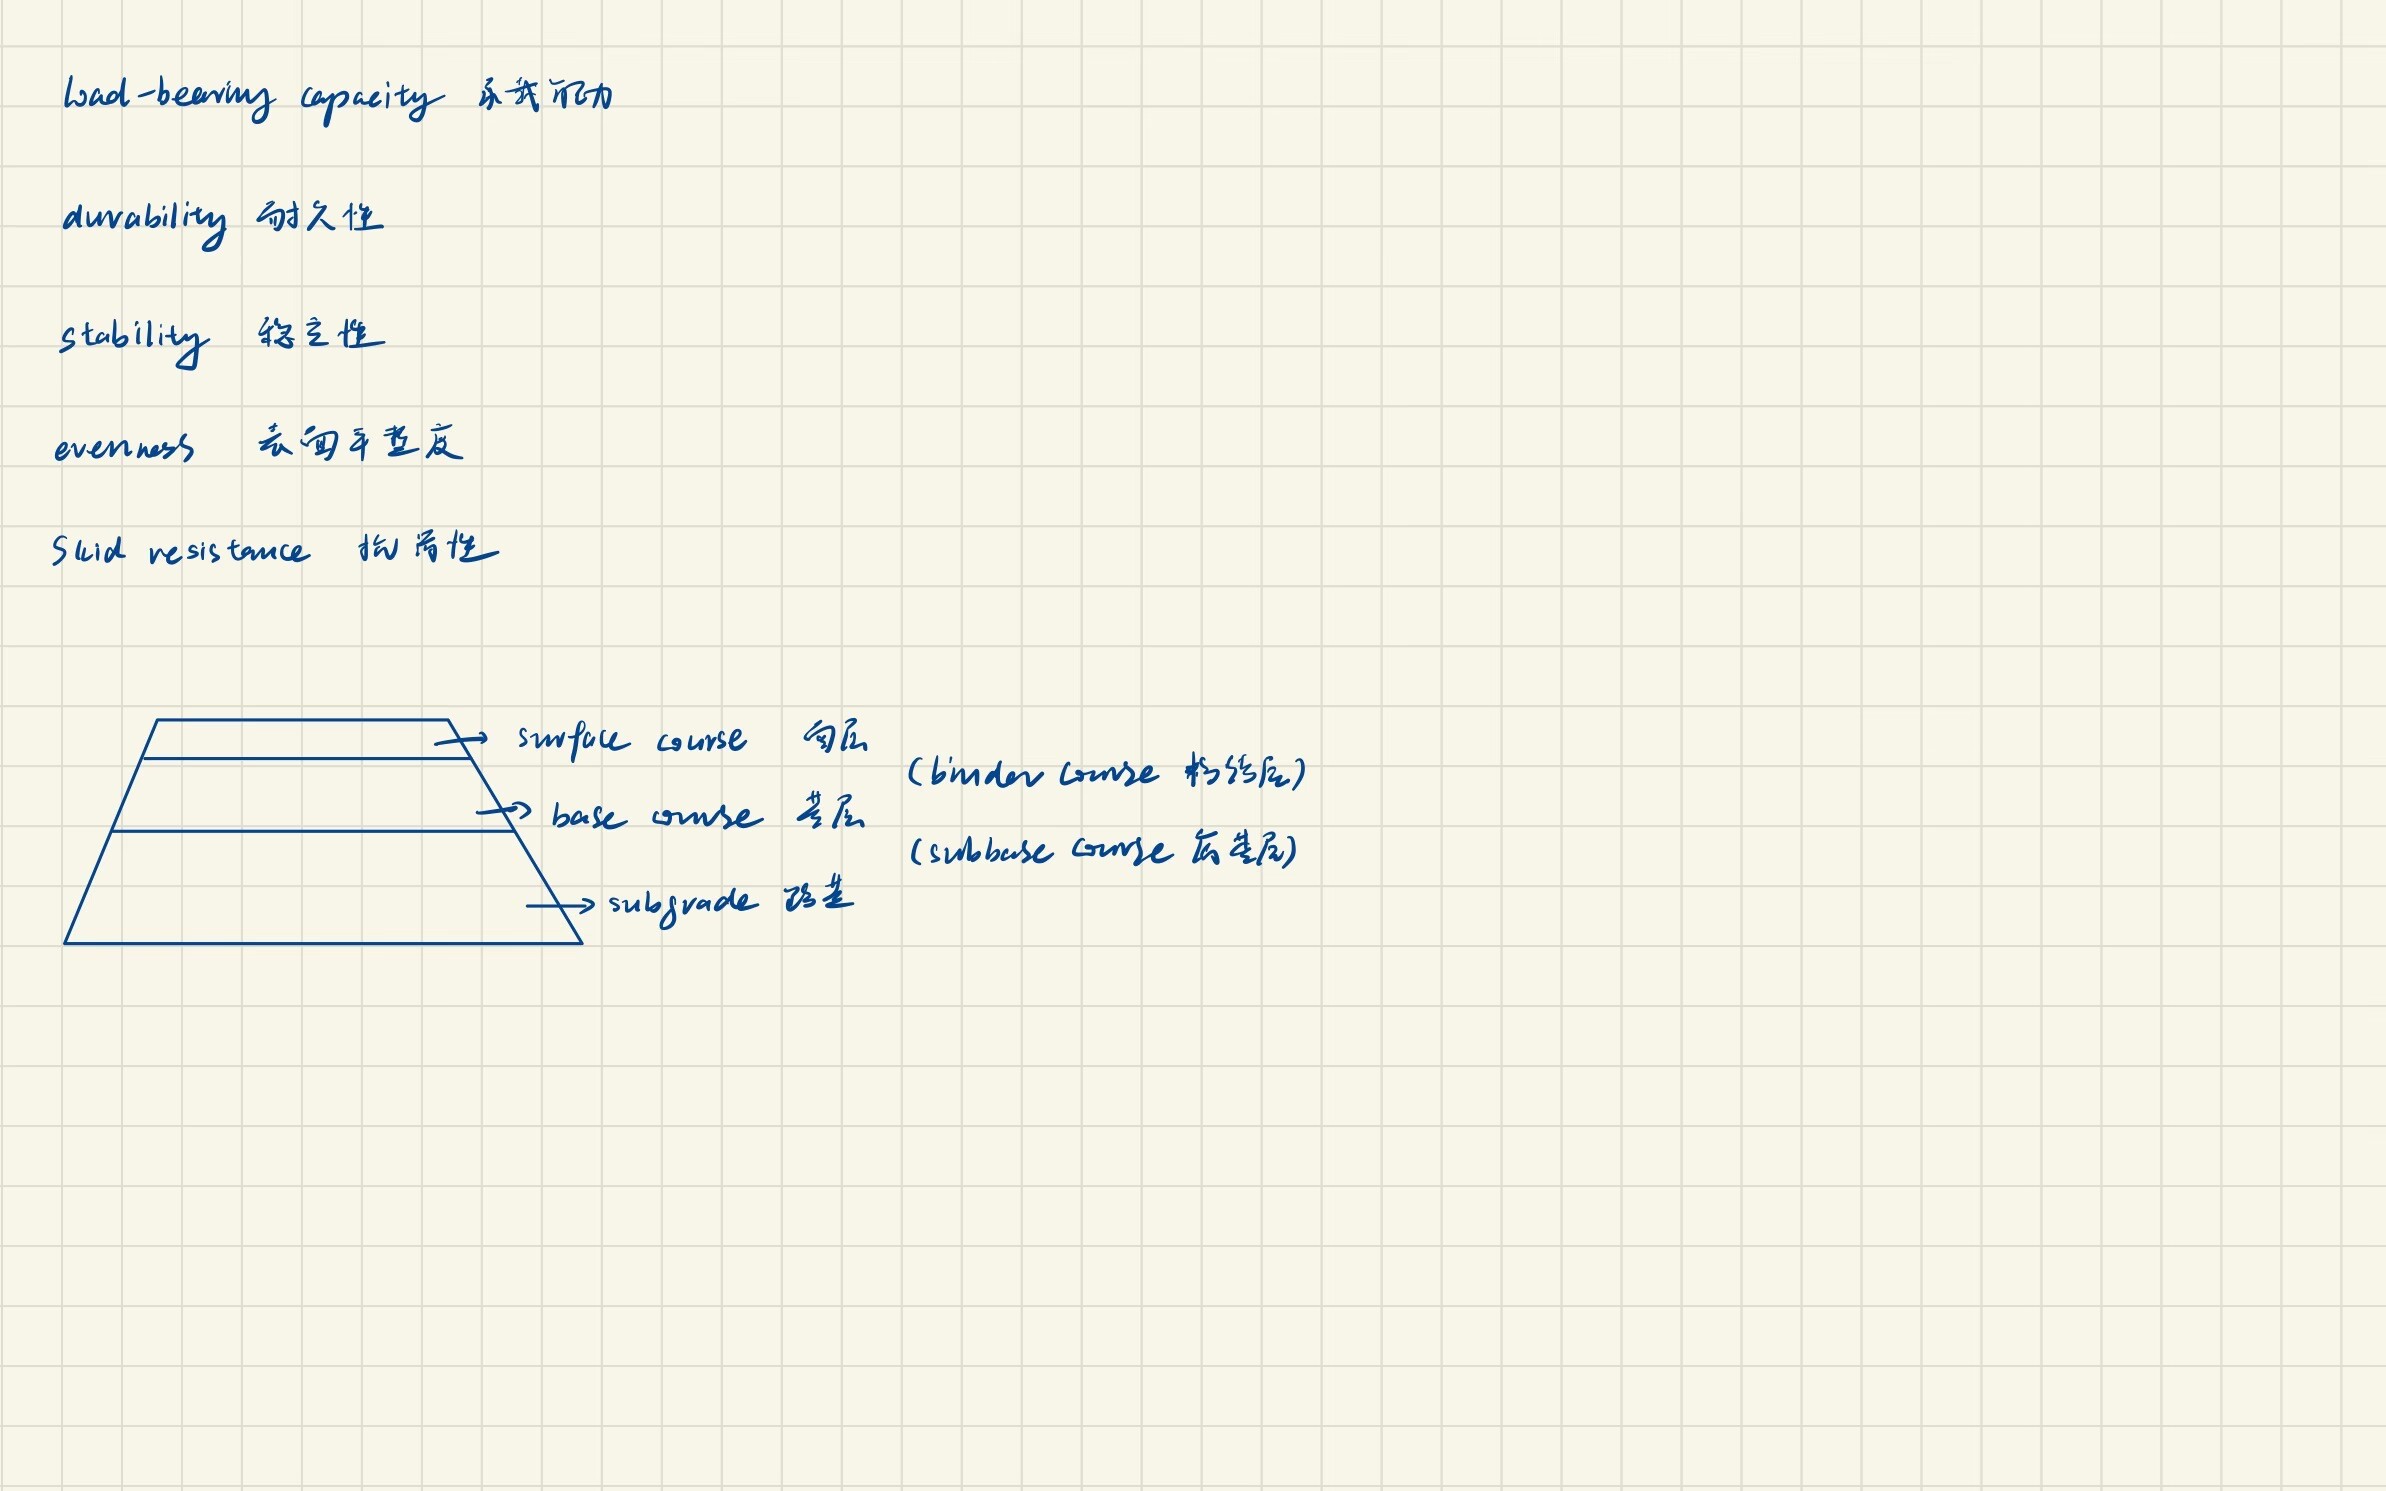 load-bearing capacity 承载能力
durability 耐久性
stability 稳定性
evenness 表面平整度
Skid resistance 抗滑性
surface course 面层
(binder course 粘结层)
base course 基层
(subbase course 底基层)
subgrade 路基